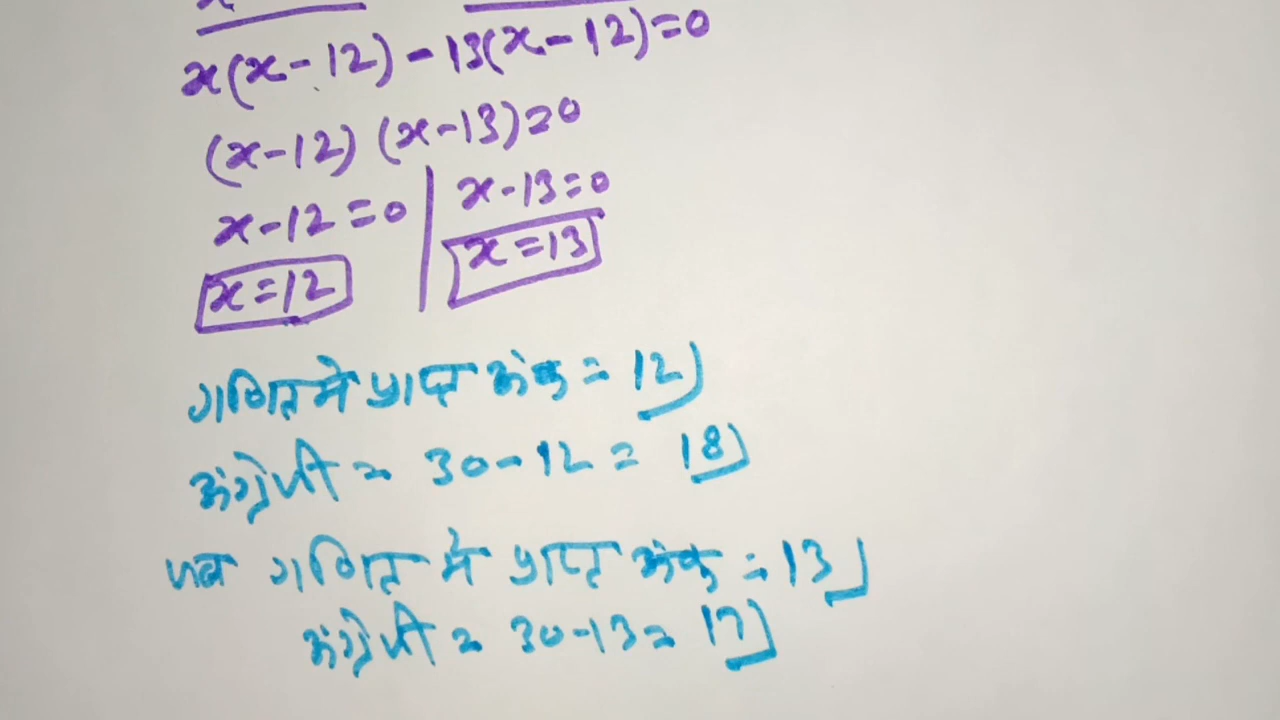 x(x-12)-13(x-12)=0
(x-12) (x-13)=0
x-12=0 | x-13=0
x=12 x=13
गणित मे प्राप्त अंक = 12
अंग्रेजी = 30-12 = 18
जब गणित में प्राप्त अंक = 13
अंग्रेजी = 30-13 = 17